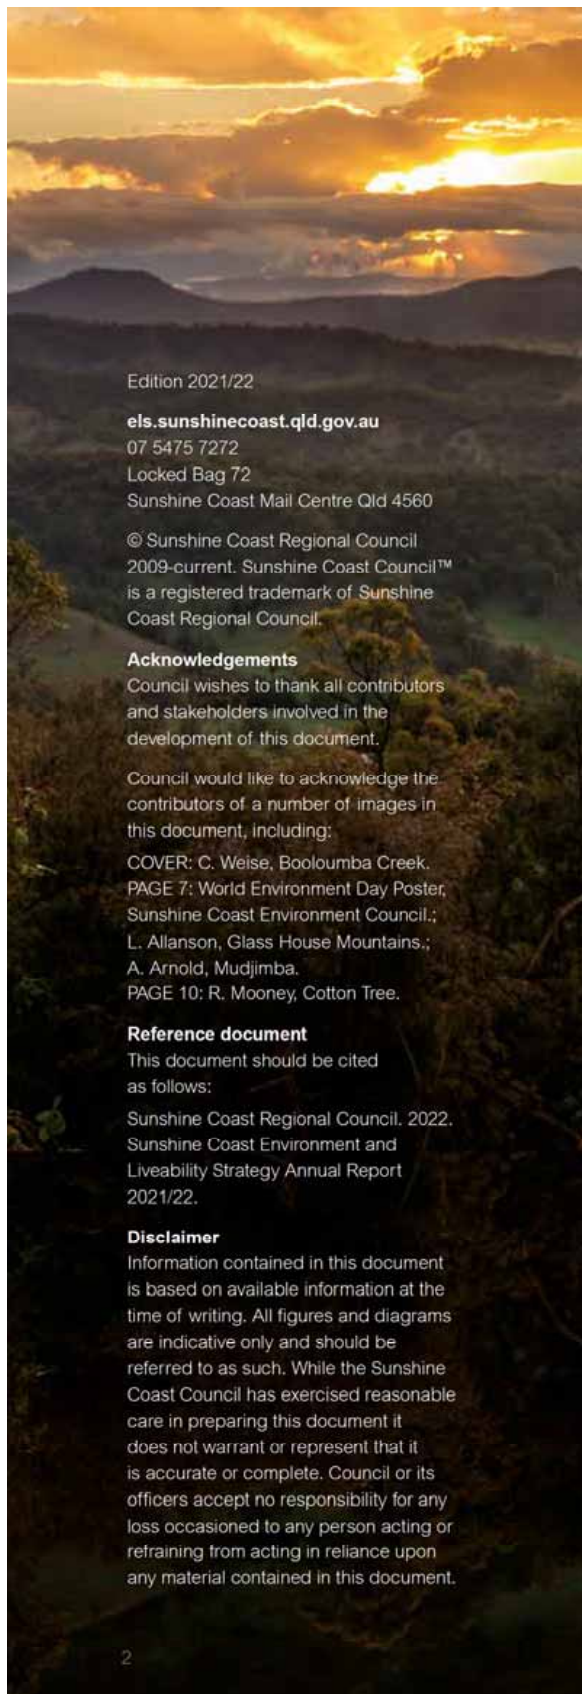 Edition 2021/22
els.sunshinecoast.qld.gov.au
07 5475 7272
Locked Bag 72
Sunshine Coast Mail Centre Qld 4560
© Sunshine Coast Regional Council
2009-current. Sunshine Coast Council™
is a registered trademark of Sunshine
Coast Regional Council.
Acknowledgements
Council wishes to thank all contributors
and stakeholders involved in the
development of this document.
Council would like to acknowledge the
contributors of a number of images in
this document, including:
COVER: C. Weise, Booloumba Creek.
PAGE 7: World Environment Day Poster,
Sunshine Coast Environment Council.;
L. Allanson, Glass House Mountains.;
A. Arnold, Mudjimba.
PAGE 10: R. Mooney, Cotton Tree.
Reference document
This document should be cited
as follows:
Sunshine Coast Regional Council. 2022.
Sunshine Coast Environment and
Liveability Strategy Annual Report
2021/22.
Disclaimer
Information contained in this document
is based on available information at the
time of writing. All figures and diagrams
are indicative only and should be
referred to as such. While the Sunshine
Coast Council has exercised reasonable
care in preparing this document it
does not warrant or represent that it
is accurate or complete. Council or its
officers accept no responsibility for any
loss occasioned to any person acting or
refraining from acting in reliance upon
any material contained in this document.
2